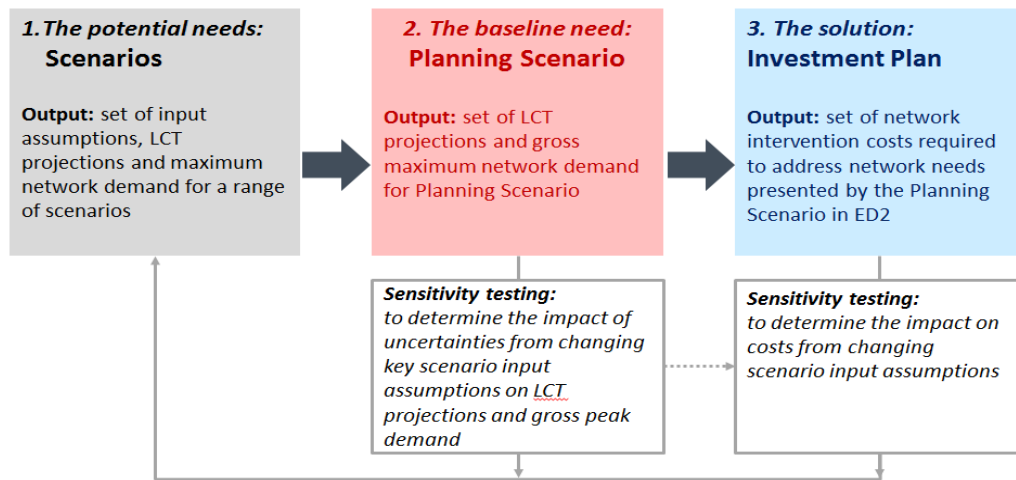 1.The potential needs:
Scenarios
Output: set of input
assumptions, LCT
projections and maximum
network demand for a range
of scenarios
2. The baseline need:
Planning Scenario
Output: set of LCT
projections and gross
maximum network demand
for Planning Scenario
3. The solution:
Investment Plan
Output: set of network
intervention costs required
to address network needs
presented by the Planning
Scenario in ED2
Sensitivity testing:
to determine the impact of
uncertainties from changing
key scenario input
assumptions on LCT
projections and gross peak
demand
Sensitivity testing:
to determine the impact on
costs from changing
scenario input assumptions